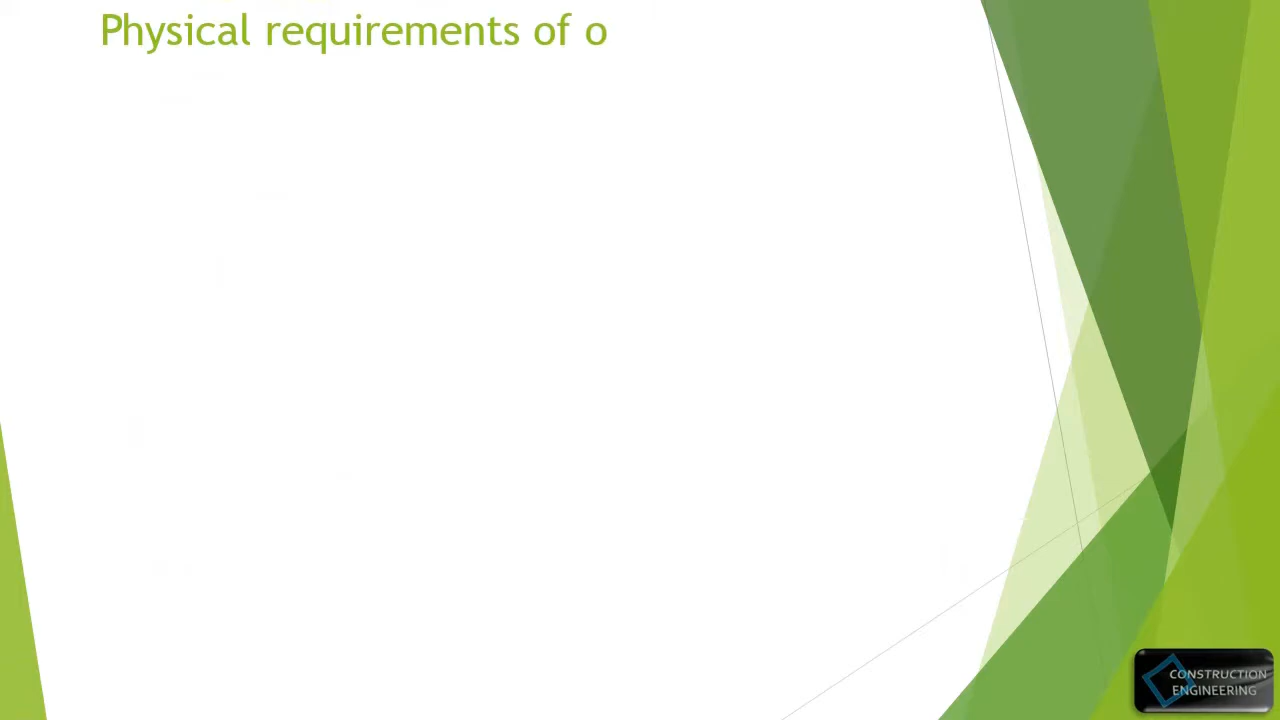 Physical requirements of o
CONSTRUCTION
ENGINEERING